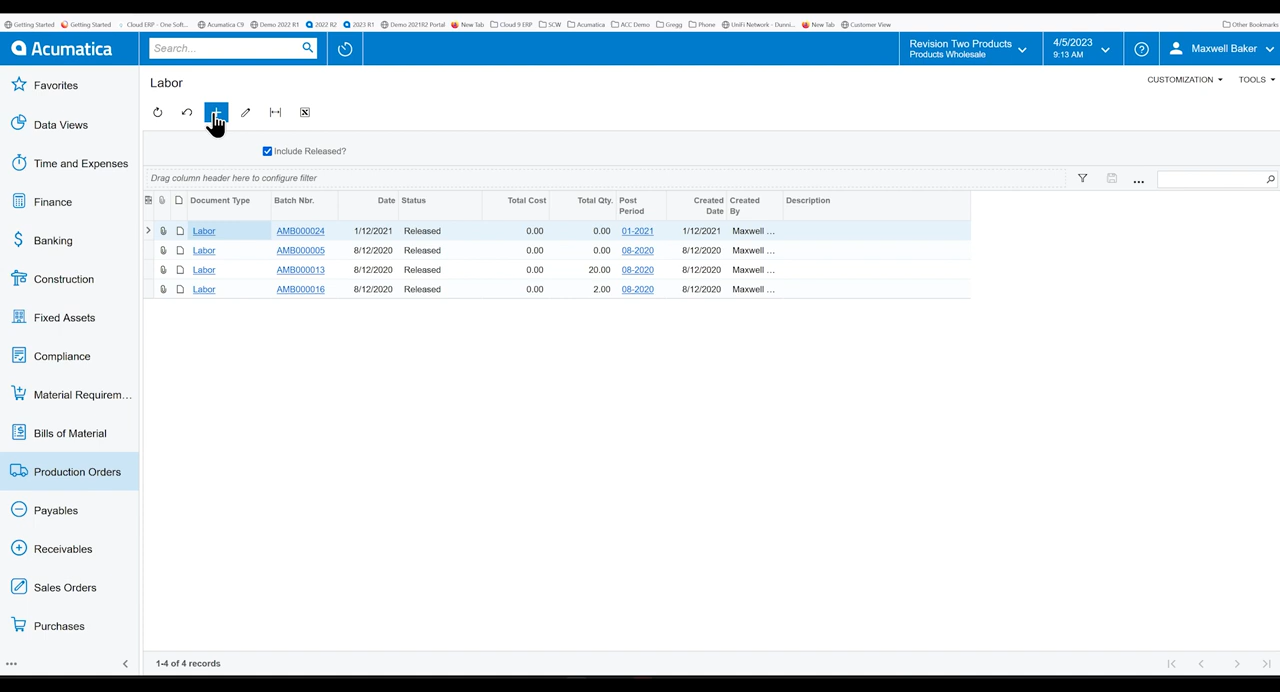 Getting Started Getting Started Cloud ERP - One Soft... Acumatica C9 Demo 2022 R1 2022 R2 2023 R1 Demo 2021R2 Portal New Tab Cloud 9 ERP SCW Acumatica ACC Demo Gregg Phone UniFi Network - Dunni... New Tab Customer View Other Bookmarks
Acumatica Search... Revision Two Products 4/5/2023 Maxwell Baker
Products Wholesale 9:13 AM
Labor CUSTOMIZATION TOOLS
Favorites
Data Views
Time and Expenses
Finance
Banking
Construction
Fixed Assets
Compliance
Material Requirem...
Bills of Material
Production Orders
Payables
Receivables
Sales Orders
Purchases
Include Released?
Drag column header here to configure filter
Document Type Batch Nbr. Date Status Total Cost Total Qty. Post Period Created Date Created By Description
Labor AMB000024 1/12/2021 Released 0.00 0.00 01-2021 1/12/2021 Maxwell ...
Labor AMB000005 8/12/2020 Released 0.00 0.00 08-2020 8/12/2020 Maxwell ...
Labor AMB000013 8/12/2020 Released 0.00 20.00 08-2020 8/12/2020 Maxwell ...
Labor AMB000016 8/12/2020 Released 0.00 2.00 08-2020 8/12/2020 Maxwell ...
1-4 of 4 records